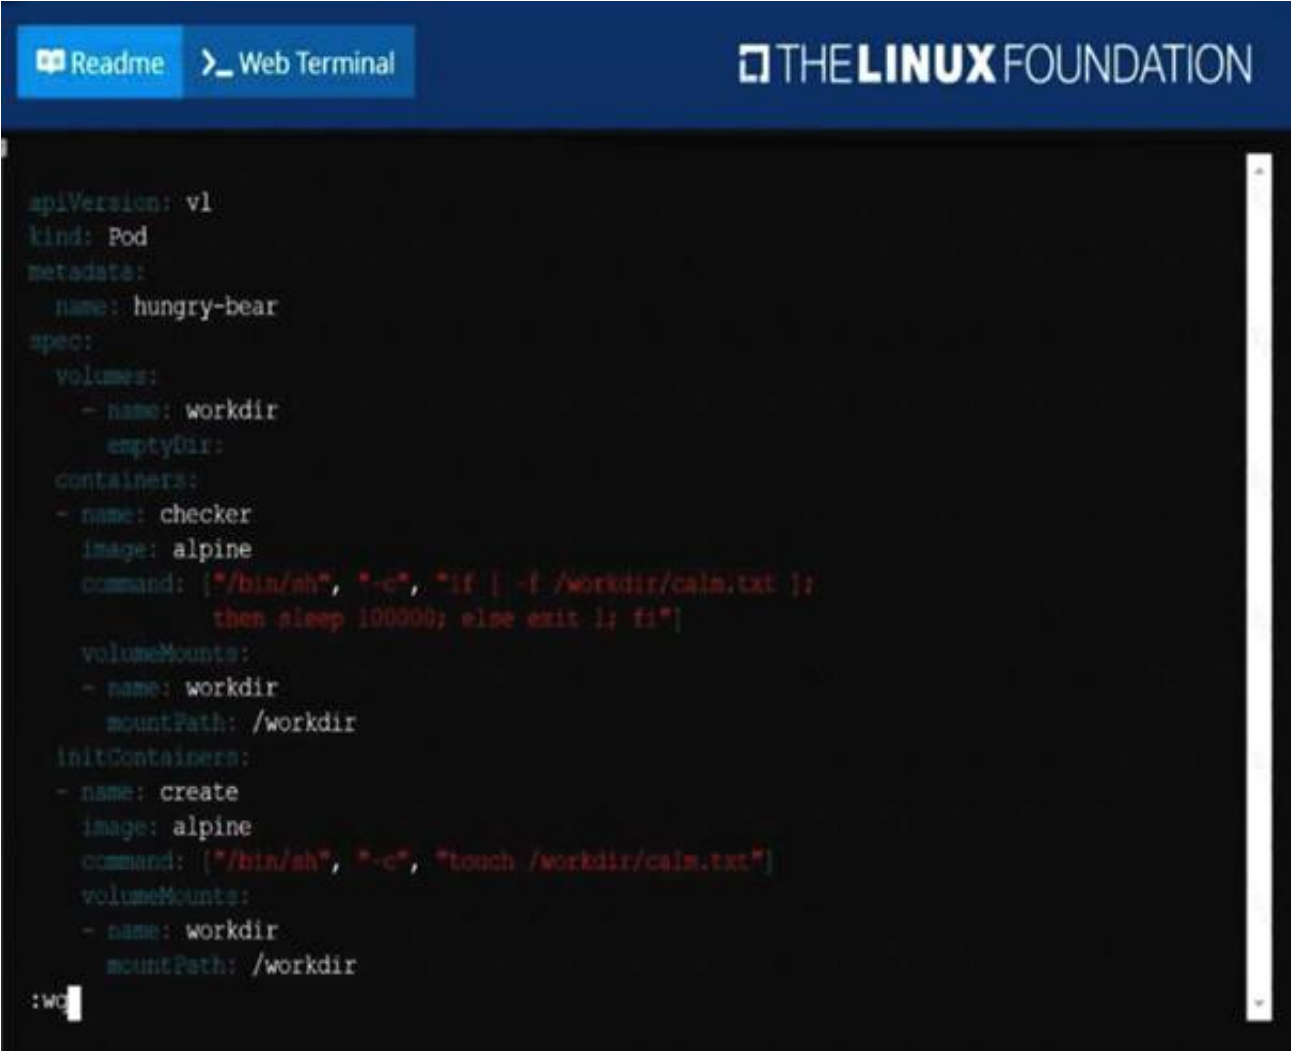 Readme
Web Terminal
THE LINUX FOUNDATION
apiVersion: v1
kind: Pod
metadata:
  name: hungry-bear
spec:
  volumes:
    - name: workdir
      emptyDir:
  containers:
  - name: checker
    image: alpine
    command: ["/bin/sh", "-c", "if [ -f /workdir/calm.txt ];
              then sleep 100000; else exit 1; fi"]
    volumeMounts:
    - name: workdir
      mountPath: /workdir
  initContainers:
  - name: create
    image: alpine
    command: ["/bin/sh", "-c", "touch /workdir/calm.txt"]
    volumeMounts:
    - name: workdir
      mountPath: /workdir
:wq